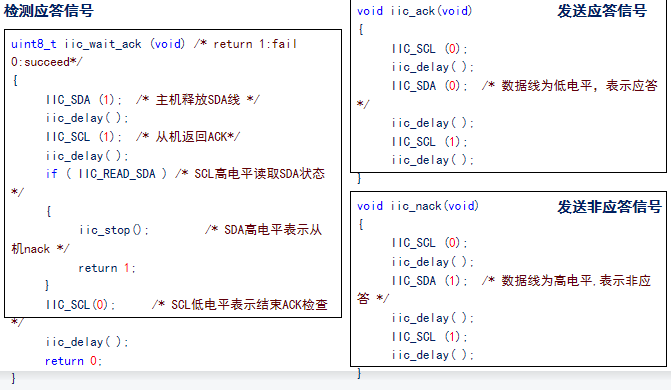 检测应答信号
uint8_t iic_wait_ack (void) /* return 1:fail
0:succeed*/
{
IIC_SDA (1); /* 主机释放SDA线 */
iic_delay( );
IIC_SCL (1); /* 从机返回ACK*/
iic_delay( );
if ( IIC_READ_SDA ) /* SCL高电平读取SDA状态
*/
{
iic_stop(); /* SDA高电平表示从
机nack */
return 1;
}
IIC_SCL(0); /* SCL低电平表示结束ACK检查
*/
iic_delay( );
return 0;
}
void iic_ack(void) 发送应答信号
{
IIC_SCL (0);
iic_delay( );
IIC_SDA (0); /* 数据线为低电平，表示应答
*/
iic_delay( );
IIC_SCL (1);
iic_delay( );
}
void iic_nack(void) 发送非应答信号
{
IIC_SCL (0);
iic_delay( );
IIC_SDA (1); /* 数据线为高电平,表示非应
答 */
iic_delay( );
IIC_SCL (1);
iic_delay( );
}